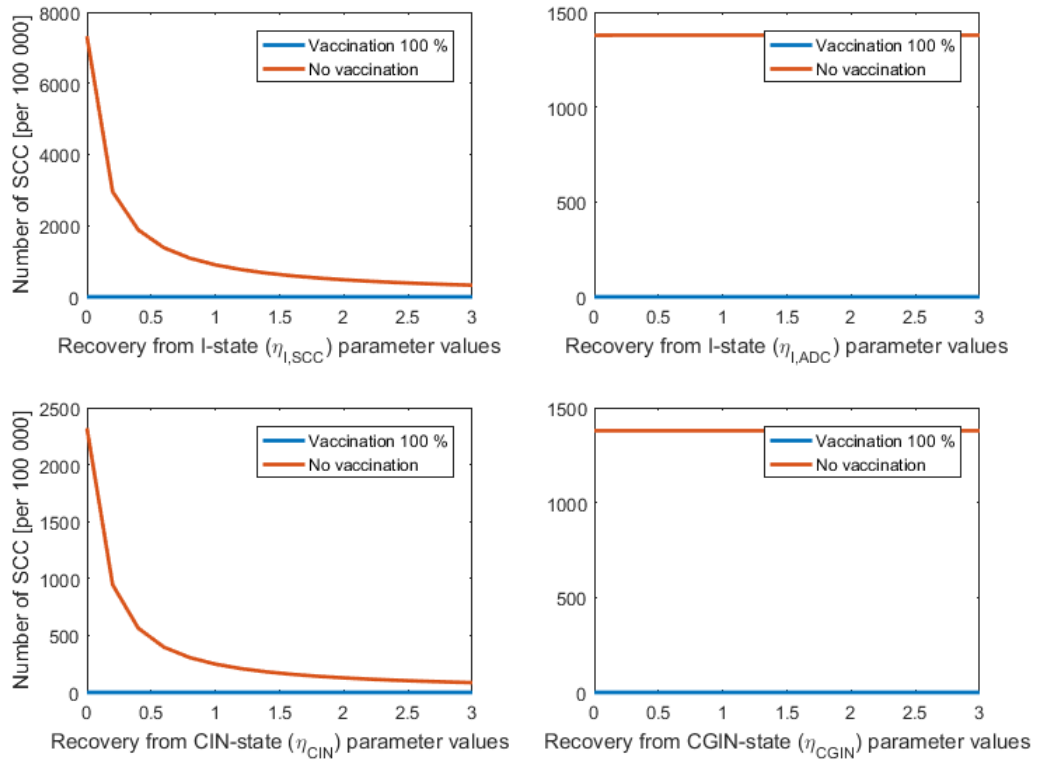 8000
6000
4000
2000
0
Number of SCC [per 100 000]
Vaccination 100 %
No vaccination
0 0.5 1 1.5 2 2.5 3
Recovery from I-state (η_I,SCC) parameter values
1500
1000
500
0
Vaccination 100 %
No vaccination
0 0.5 1 1.5 2 2.5 3
Recovery from I-state (η_I,ADC) parameter values
2500
2000
1500
1000
500
0
Number of SCC [per 100 000]
Vaccination 100 %
No vaccination
0 0.5 1 1.5 2 2.5 3
Recovery from CIN-state (η_CIN) parameter values
1500
1000
500
0
Vaccination 100 %
No vaccination
0 0.5 1 1.5 2 2.5 3
Recovery from CGIN-state (η_CGIN) parameter values